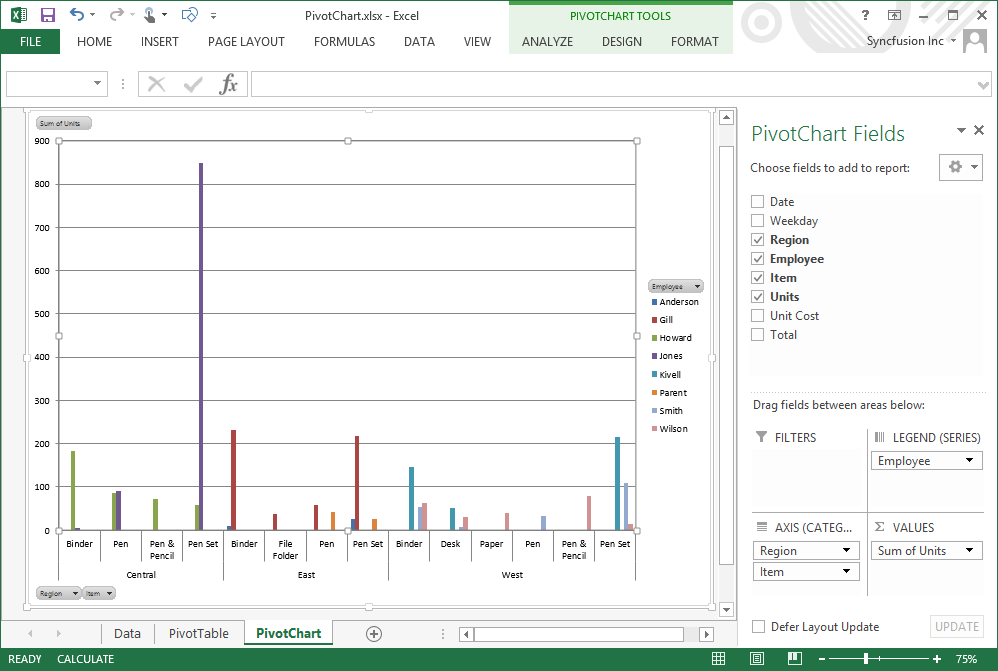 PivotChart.xlsx - Excel
PIVOTCHART TOOLS
?
FILE HOME INSERT PAGE LAYOUT FORMULAS DATA VIEW ANALYZE DESIGN FORMAT Syncfusion Inc
fx
Sum of Units
900
800
700
600
500
400
300
200
100
0
Binder Pen Pen & Pencil Pen Set Binder File Folder Pen Pen Set Binder Desk Paper Pen Pen & Pencil Pen Set
Central East West
Region Item
Employee
Anderson
Gill
Howard
Jones
Kivell
Parent
Smith
Wilson
PivotChart Fields
Choose fields to add to report:
Date
Weekday
Region
Employee
Item
Units
Unit Cost
Total
Drag fields between areas below:
FILTERS
LEGEND (SERIES)
Employee
AXIS (CATEG...
Region
Item
Σ VALUES
Sum of Units
Defer Layout Update UPDATE
Data PivotTable PivotChart
READY CALCULATE 75%